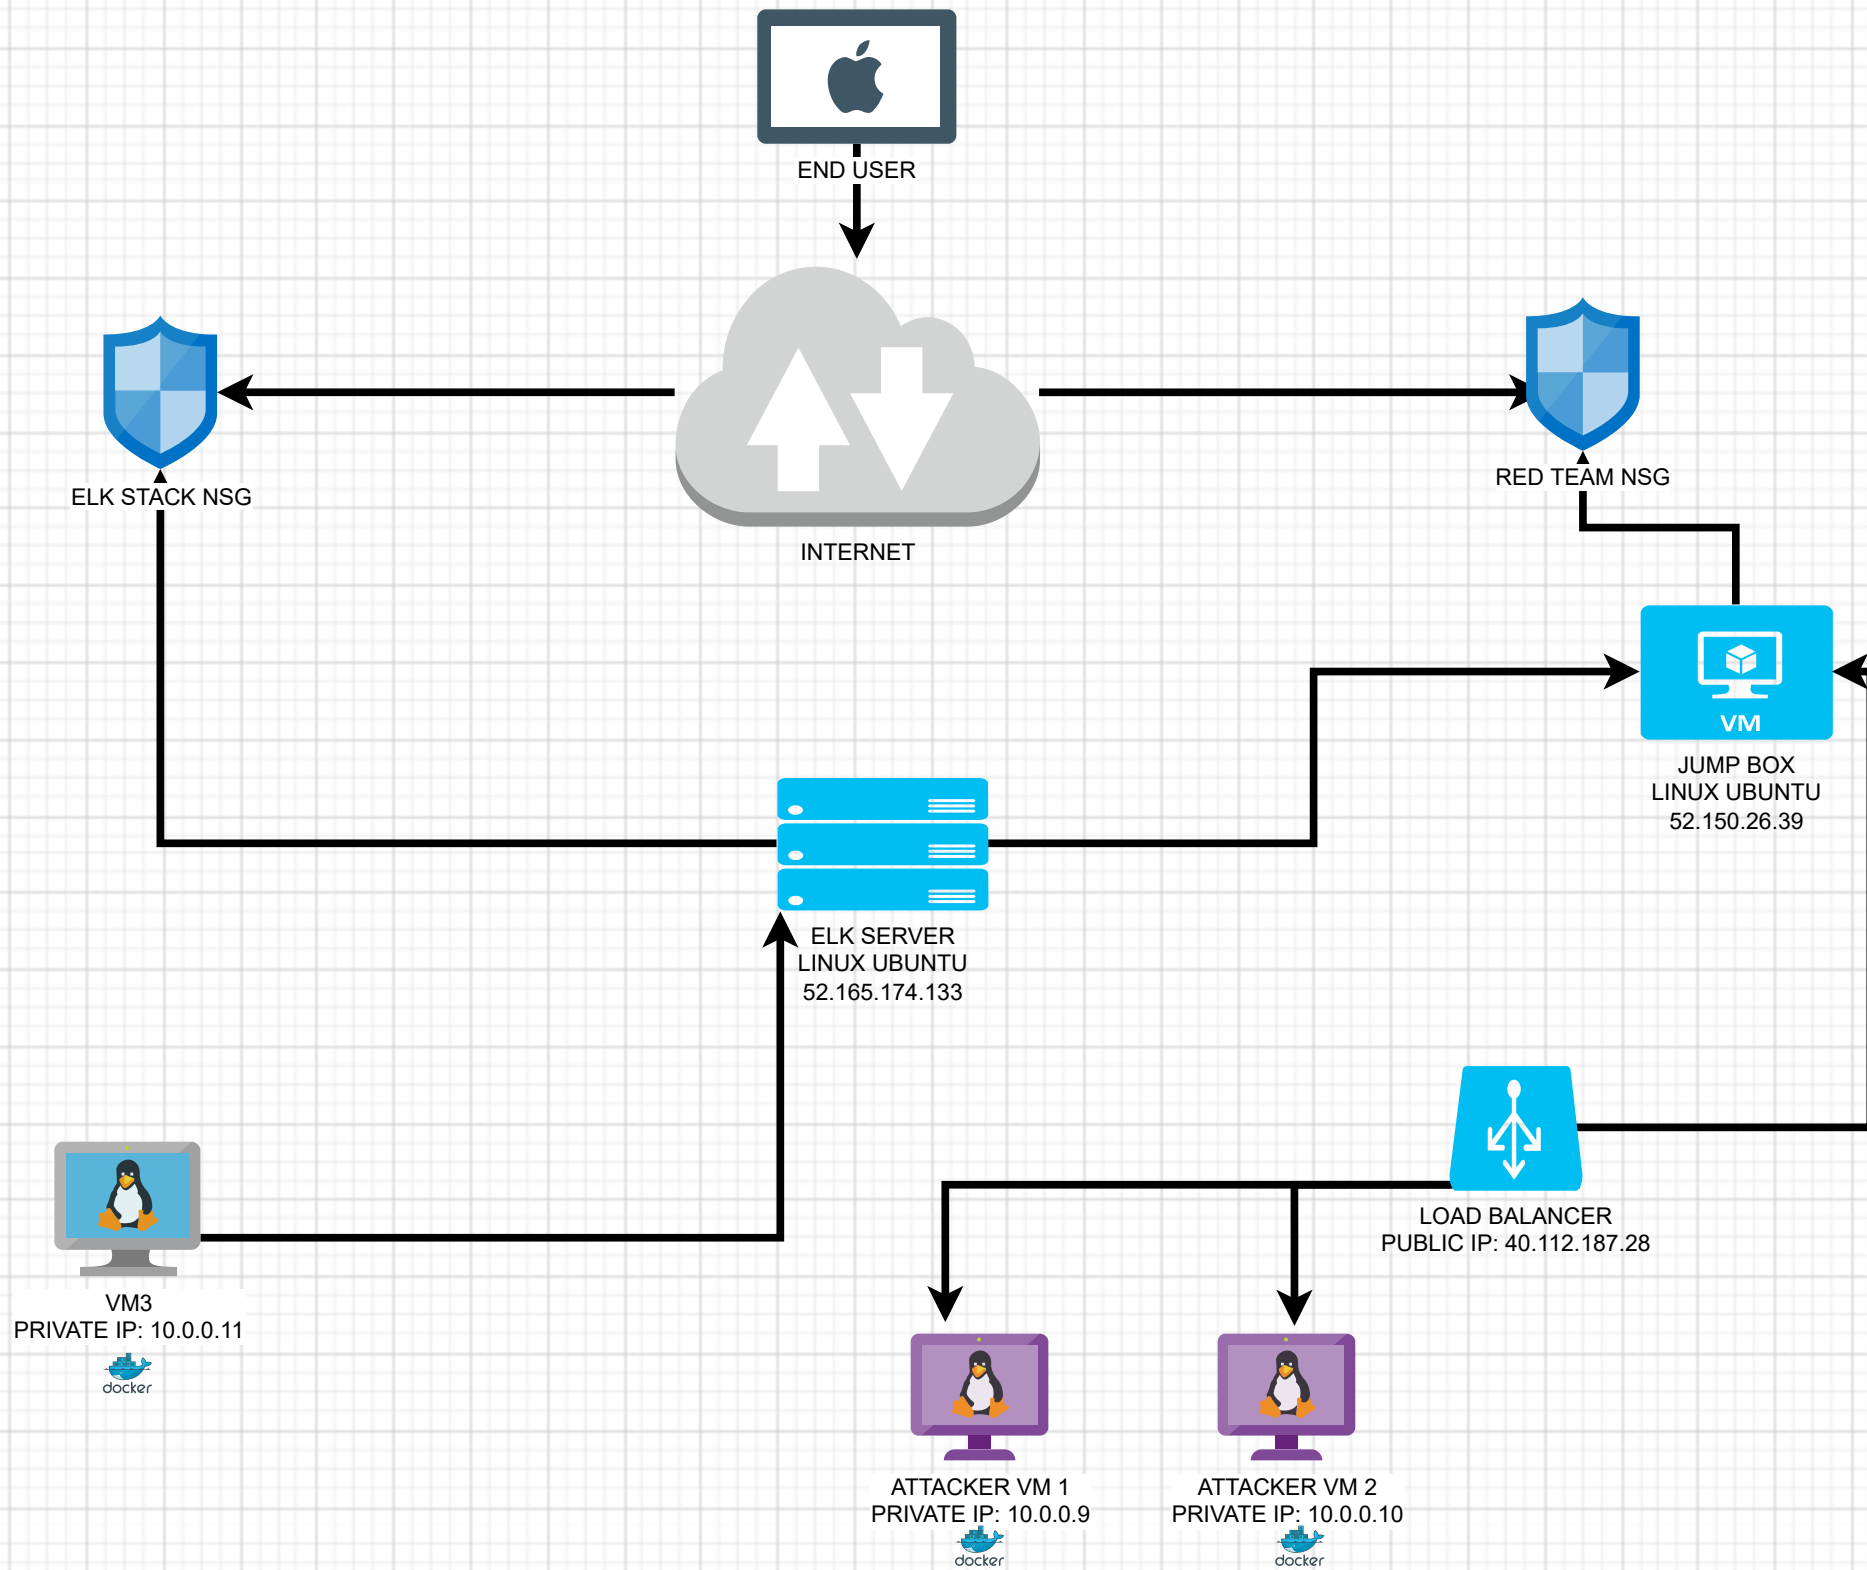 END USER
ELK STACK NSG
RED TEAM NSG
INTERNET
VM
JUMP BOX
LINUX UBUNTU
52.150.26.39
ELK SERVER
LINUX UBUNTU
52.165.174.133
LOAD BALANCER
PUBLIC IP: 40.112.187.28
VM3
PRIVATE IP: 10.0.0.11
docker
ATTACKER VM 1
PRIVATE IP: 10.0.0.9
docker
ATTACKER VM 2
PRIVATE IP: 10.0.0.10
docker